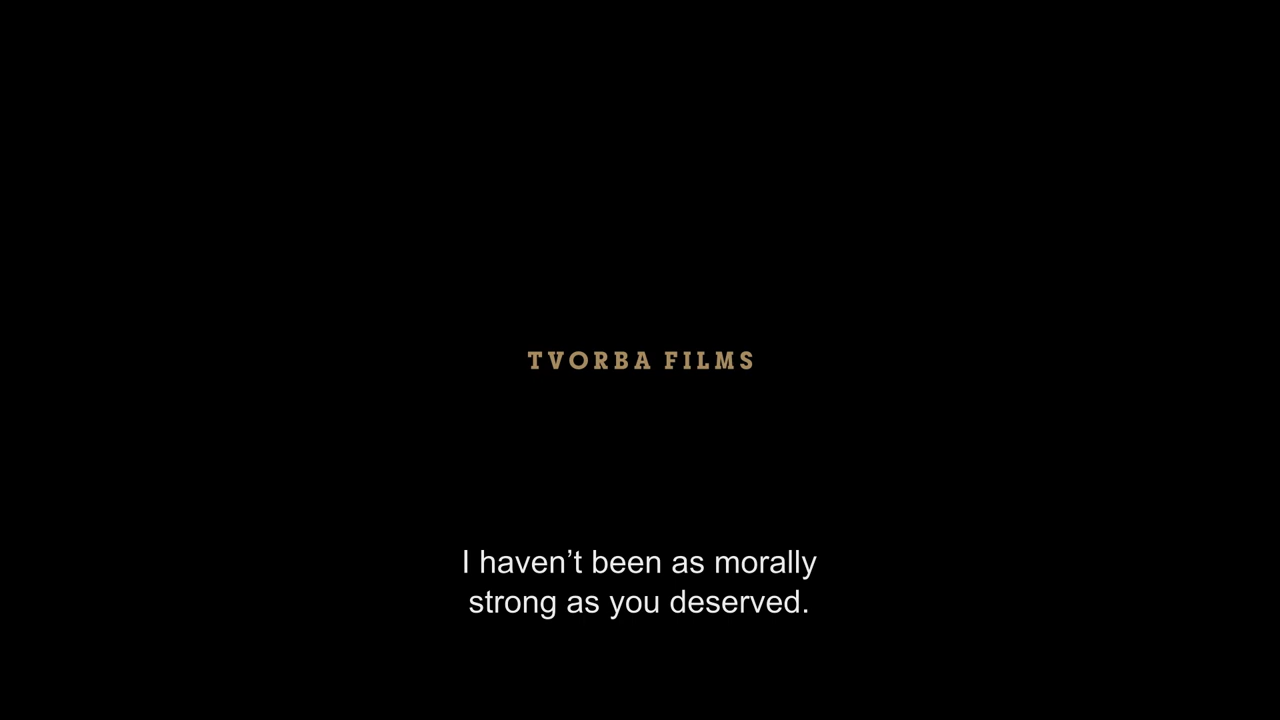 TVORBA FILMS
I haven’t been as morally
strong as you deserved.